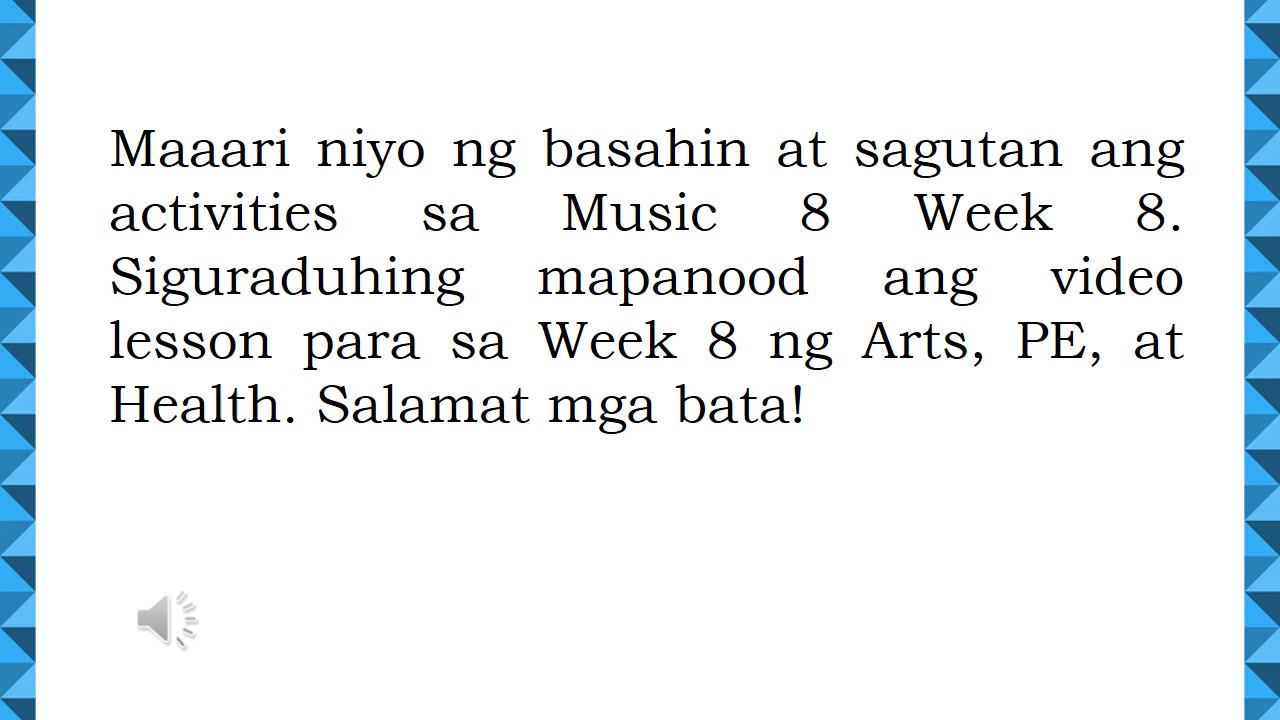 Maaari niyo ng basahin at sagutan ang
activities sa Music 8 Week 8.
Siguraduhing mapanood ang video
lesson para sa Week 8 ng Arts, PE, at
Health. Salamat mga bata!